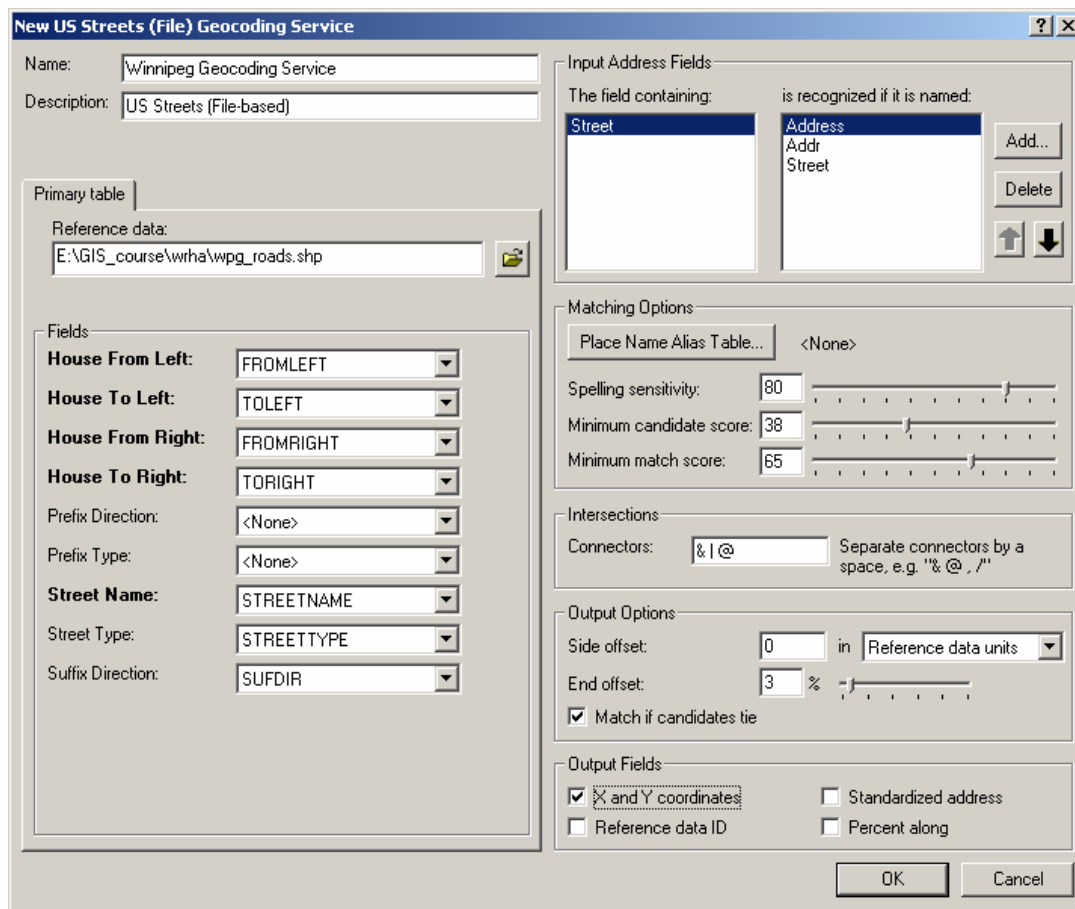 New US Streets (File) Geocoding Service
Name: Winnipeg Geocoding Service
Description: US Streets (File-based)
Primary table
Reference data:
E:\GIS_course\wrha\wpg_roads.shp
Fields
House From Left: FROMLEFT
House To Left: TOLEFT
House From Right: FROMRIGHT
House To Right: TORIGHT
Prefix Direction: <None>
Prefix Type: <None>
Street Name: STREETNAME
Street Type: STREETTYPE
Suffix Direction: SUFDIR
Input Address Fields
The field containing: is recognized if it is named:
Street
Address
Addr
Street
Add...
Delete
Matching Options
Place Name Alias Table... <None>
Spelling sensitivity: 80
Minimum candidate score: 38
Minimum match score: 65
Intersections
Connectors: & | @ Separate connectors by a
space, e.g. "& @ , /"
Output Options
Side offset: 0 in Reference data units
End offset: 3 %
Match if candidates tie
Output Fields
X and Y coordinates Standardized address
Reference data ID Percent along
OK Cancel